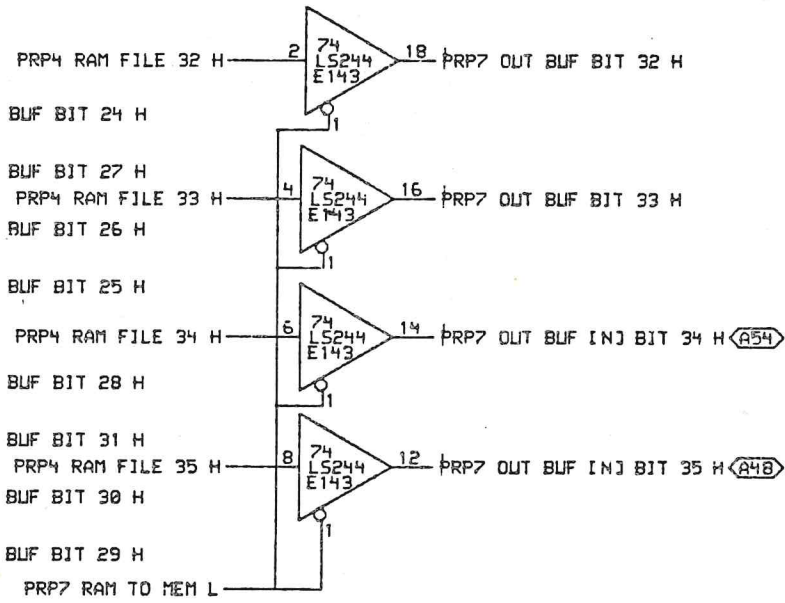 PRP4 RAM FILE 32 H 2 74 LS244 E143 18 PRP7 OUT BUF BIT 32 H
1
BUF BIT 24 H
BUF BIT 27 H
PRP4 RAM FILE 33 H 4 74 LS244 E143 16 PRP7 OUT BUF BIT 33 H
BUF BIT 26 H
1
BUF BIT 25 H
PRP4 RAM FILE 34 H 6 74 LS244 E143 14 PRP7 OUT BUF [N] BIT 34 H A54
BUF BIT 28 H
1
BUF BIT 31 H
PRP4 RAM FILE 35 H 8 74 LS244 E143 12 PRP7 OUT BUF [N] BIT 35 H A48
BUF BIT 30 H
1
BUF BIT 29 H
PRP7 RAM TO MEM L